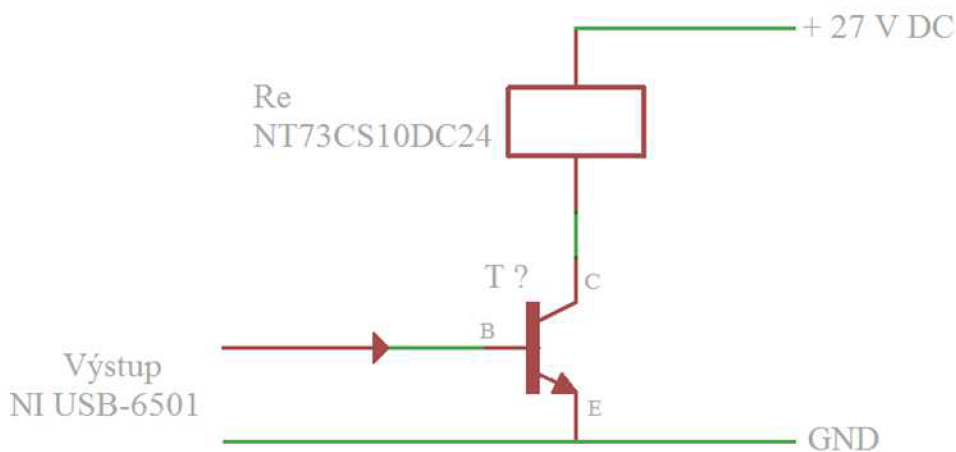 + 27 V DC
Re
NT73CS10DC24
T ?
C
B
Výstup
NI USB-6501
E
GND